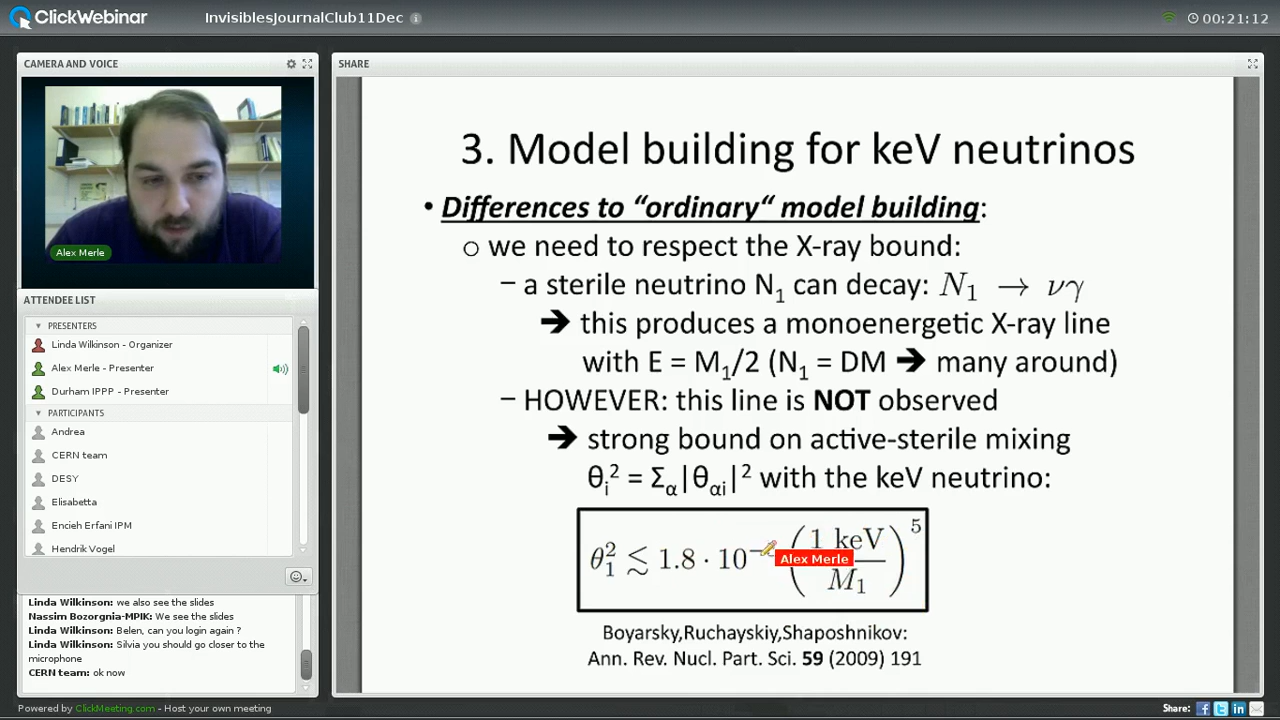 ClickWebinar
InvisiblesJournalClub11Dec
00:21:12
CAMERA AND VOICE
Alex Merle
ATTENDEE LIST
PRESENTERS
Linda Wilkinson - Organizer
Alex Merle - Presenter
Durham IPPP - Presenter
PARTICIPANTS
Andrea
CERN team
DESY
Elisabetta
Encieh Erfani IPM
Hendrik Vogel
Linda Wilkinson: we also see the slides
Nassim Bozorgnia-MPIK: We see the slides
Linda Wilkinson: Belen, can you login again ?
Linda Wilkinson: Silvia you should go closer to the
microphone
CERN team: ok now
SHARE
3. Model building for keV neutrinos
• Differences to “ordinary“ model building:
o we need to respect the X-ray bound:
− a sterile neutrino N₁ can decay: N₁ → νγ
➔ this produces a monoenergetic X-ray line
with E = M₁/2 (N₁ = DM ➔ many around)
− HOWEVER: this line is NOT observed
➔ strong bound on active-sterile mixing
θᵢ² = Σ_α|θ_αi|² with the keV neutrino:
θ₁² ≲ 1.8 · 10⁻ (1 keV / M₁)⁵
Alex Merle
Boyarsky,Ruchayskiy,Shaposhnikov:
Ann. Rev. Nucl. Part. Sci. 59 (2009) 191
Powered by ClickMeeting.com - Host your own meeting
Share: